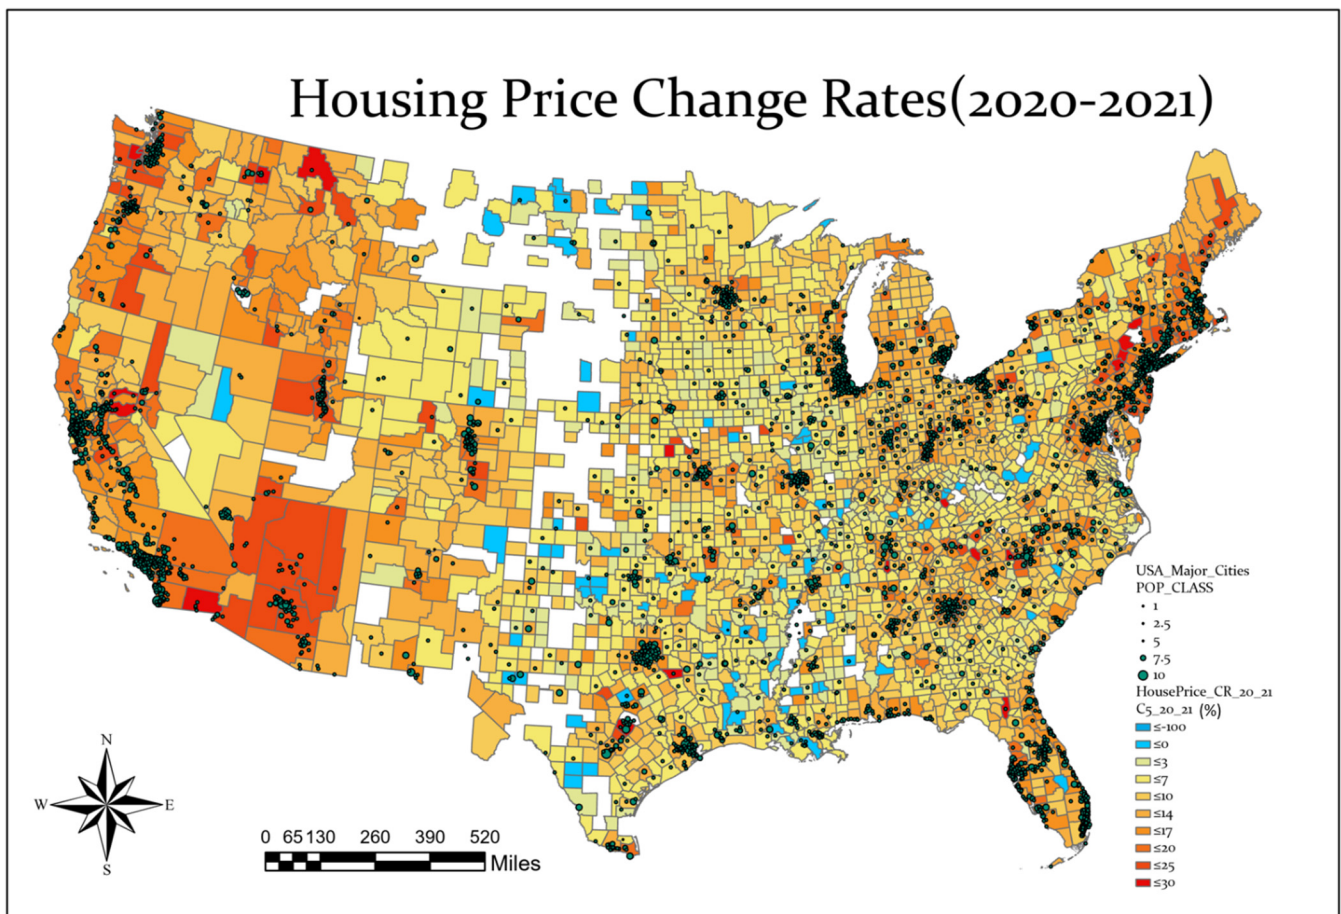 Housing Price Change Rates(2020-2021)
USA_Major_Cities
POP_CLASS
1
2.5
5
7.5
10
HousePrice_CR_20_21
C5_20_21 (%)
≤-100
≤0
≤3
≤7
≤10
≤14
≤17
≤20
≤25
≤30
N
W E
S
0 65 130 260 390 520
Miles